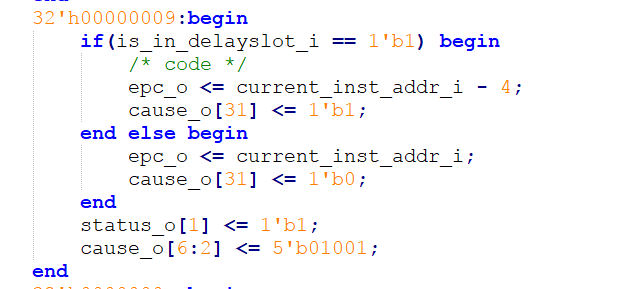 32'h00000009:begin
if(is_in_delayslot_i == 1'b1) begin
/* code */
epc_o <= current_inst_addr_i - 4;
cause_o[31] <= 1'b1;
end else begin
epc_o <= current_inst_addr_i;
cause_o[31] <= 1'b0;
end
status_o[1] <= 1'b1;
cause_o[6:2] <= 5'b01001;
end